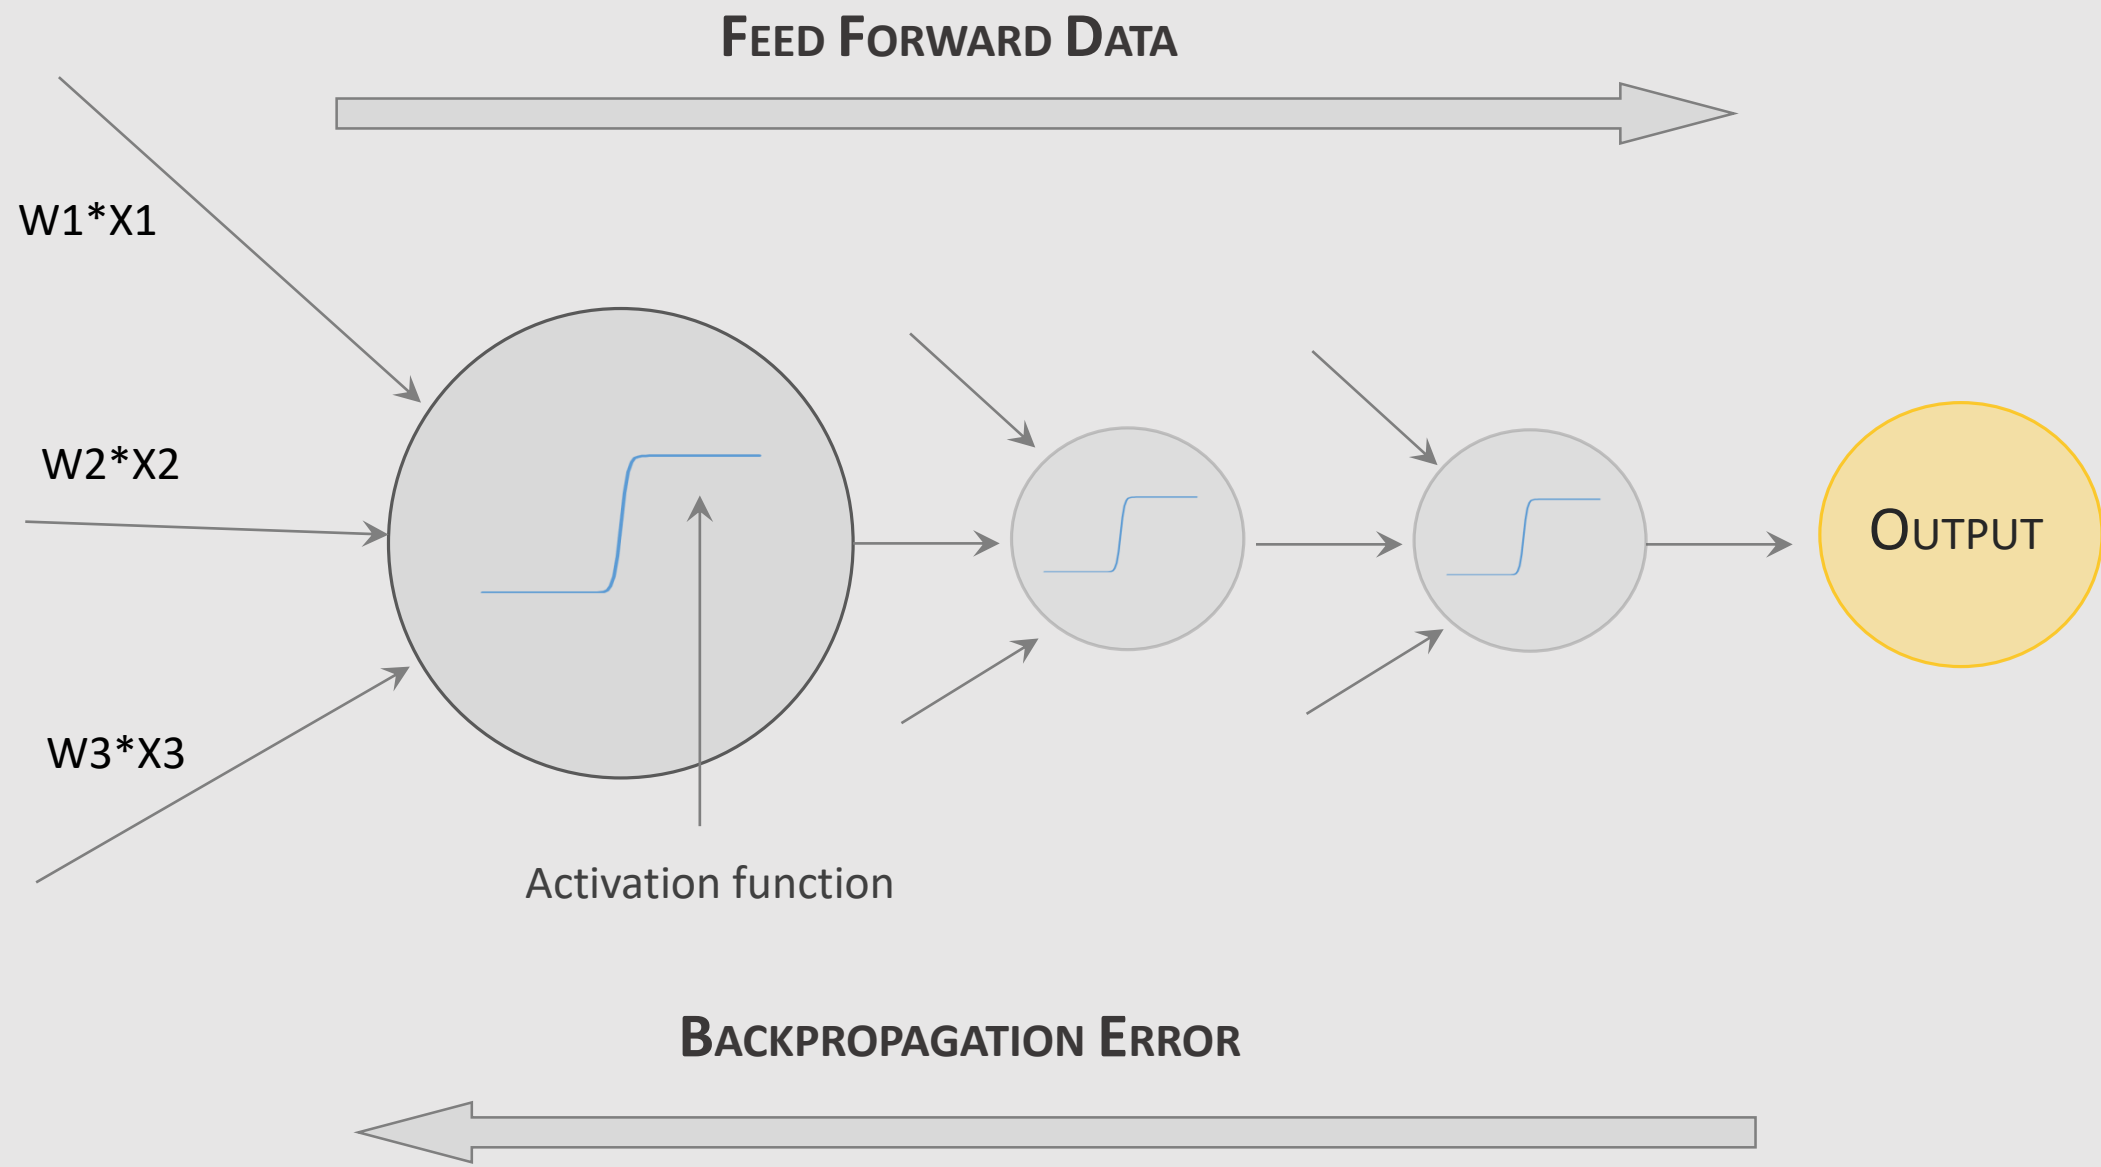 FEED FORWARD DATA
W1*X1
W2*X2
OUTPUT
W3*X3
Activation function
BACKPROPAGATION ERROR